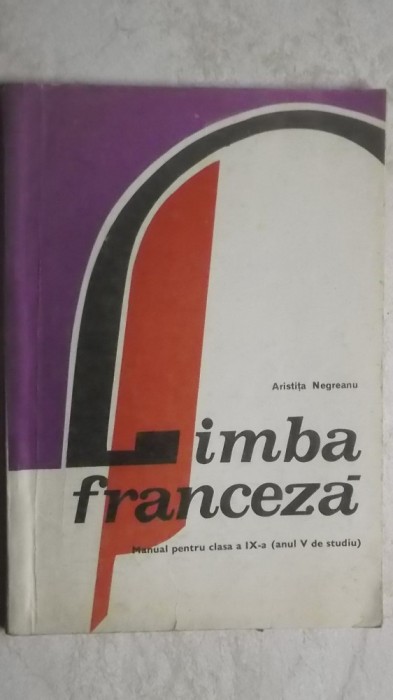 Aristița Negreanu
Limba
franceză
Manual pentru clasa a IX-a (anul V de studiu)